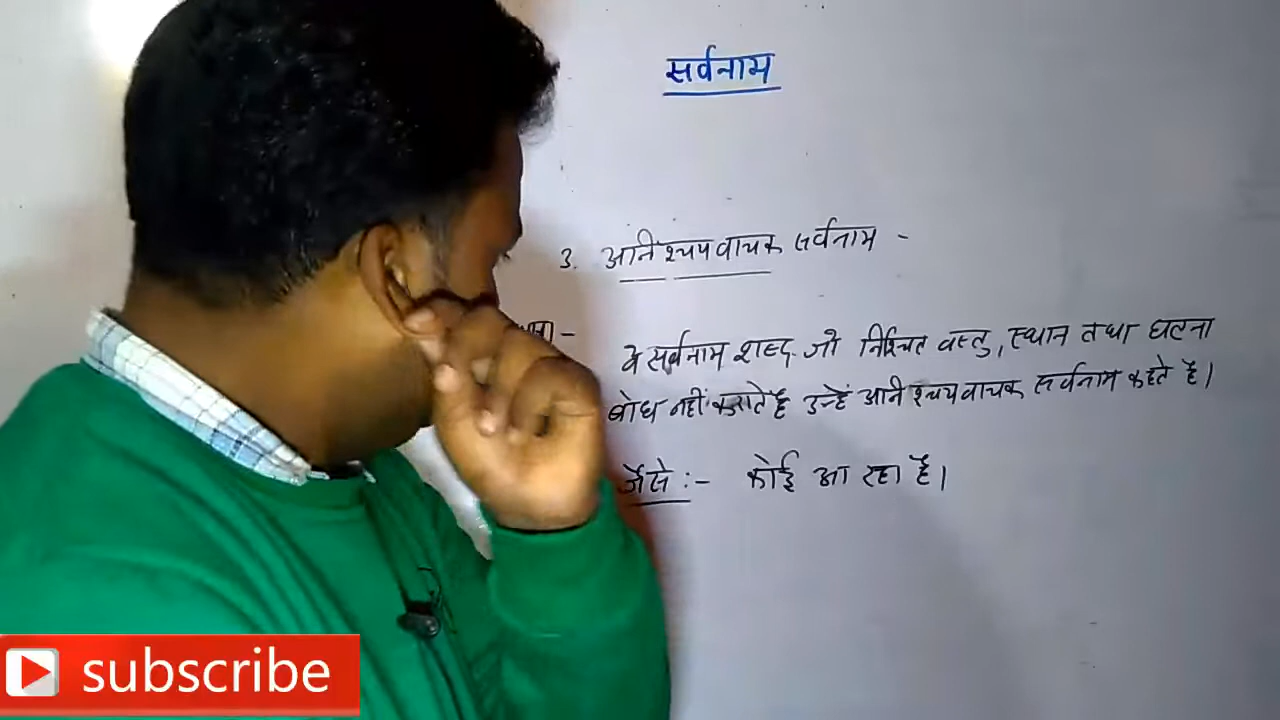 सर्वनाम
3. अनिश्चयवाचक सर्वनाम -
वे सर्वनाम शब्द जो निश्चित वस्तु, स्थान तथा घटना
बोध नहीं कराते है उन्हें अनिश्चयवाचक सर्वनाम कहते है।
जैसे :- कोई आ रहा है।
subscribe